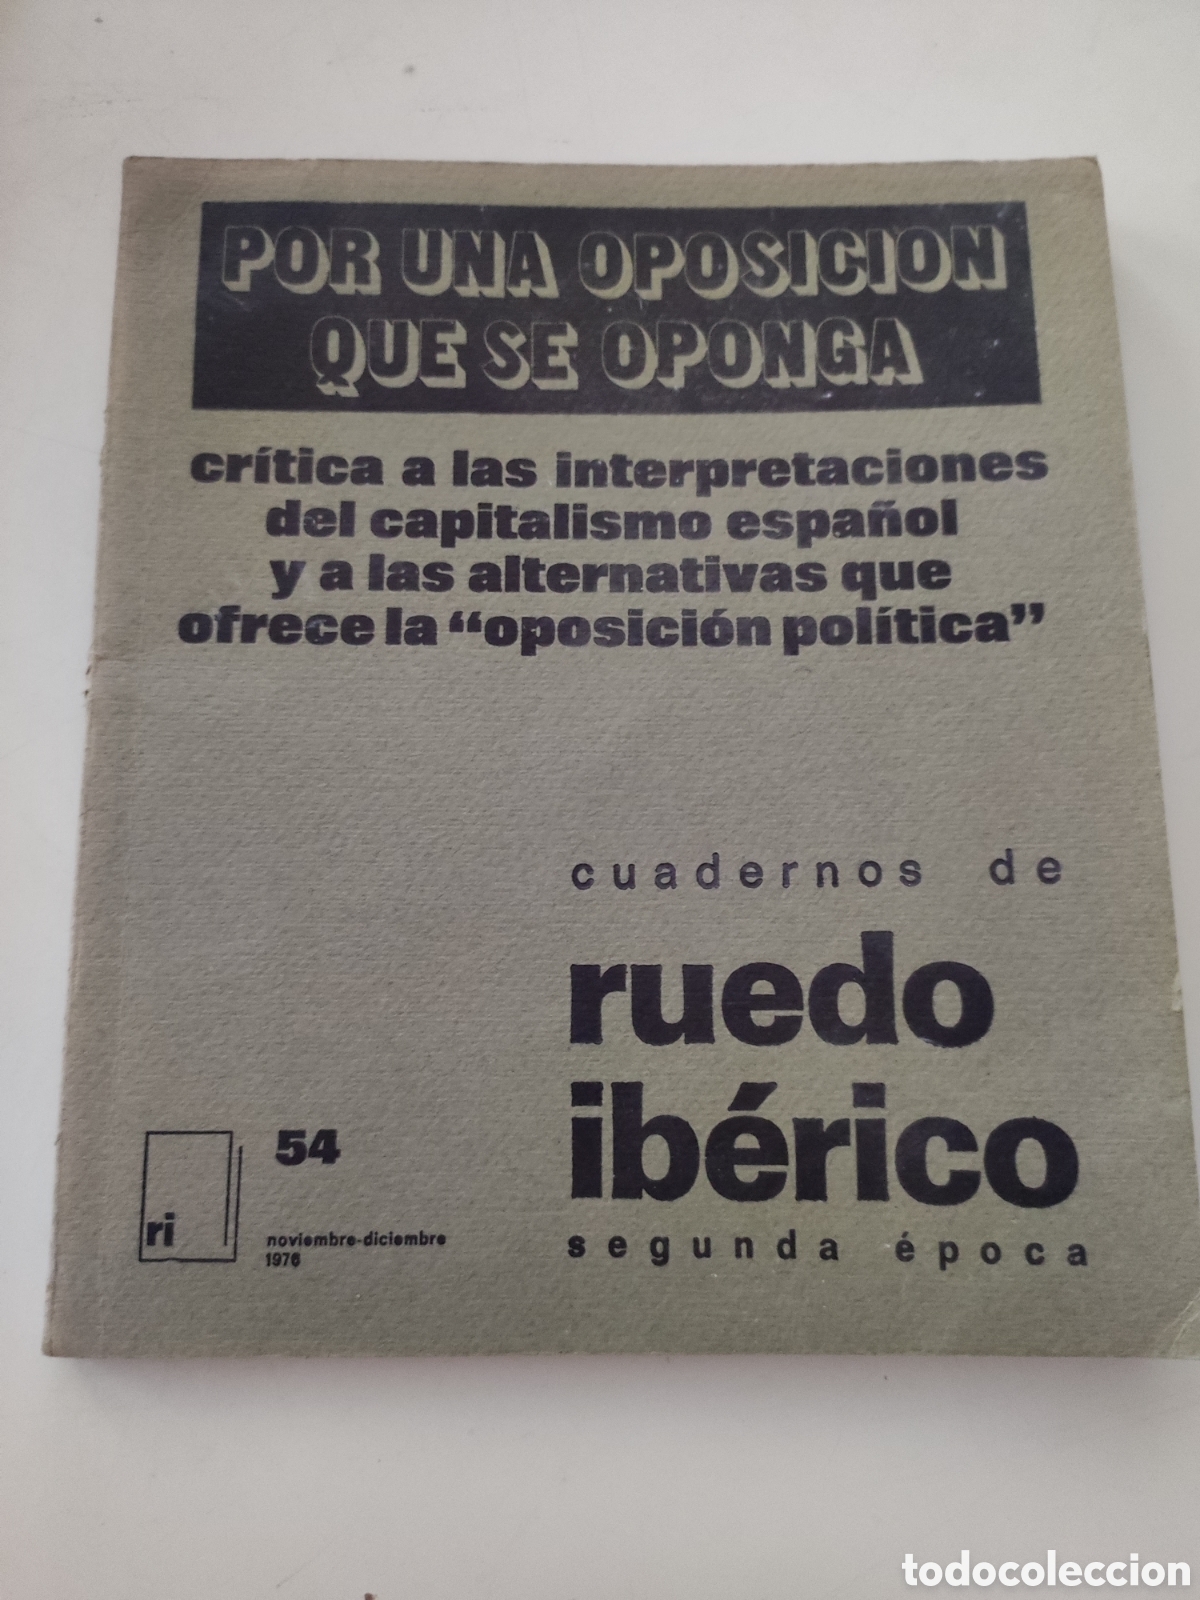 POR UNA OPOSICION
QUE SE OPONGA
crítica a las interpretaciones
del capitalismo español
y a las alternativas que
ofrece la “oposición política”
cuadernos de
ruedo
ibérico
segunda época
54
ri
noviembre-diciembre
1976
todocoleccion